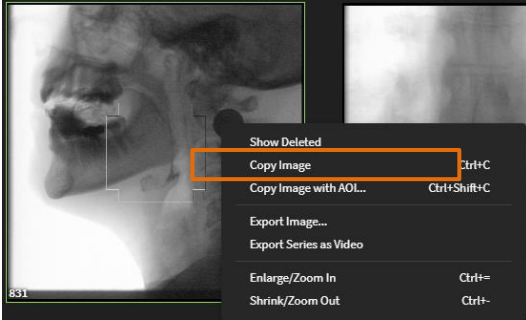 Show Deleted
Copy Image Ctrl+C
Copy Image with AOI... Ctrl+Shift+C
Export Image...
Export Series as Video
Enlarge/Zoom In Ctrl+=
Shrink/Zoom Out Ctrl+-
831